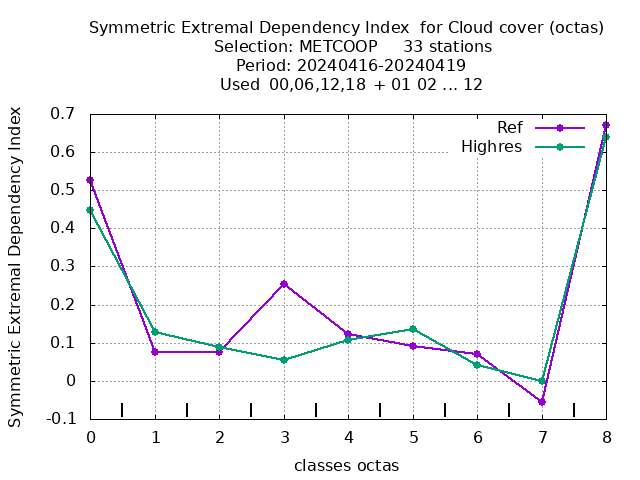 Symmetric Extremal Dependency Index  for Cloud cover (octas)
Selection: METCOOP     33 stations
Period: 20240416-20240419
Used  00,06,12,18  + 01 02 ... 12
Symmetric Extremal Dependency Index
0.7
0.6
0.5
0.4
0.3
0.2
0.1
0
-0.1
Ref
Highres
0 1 2 3 4 5 6 7 8
classes octas